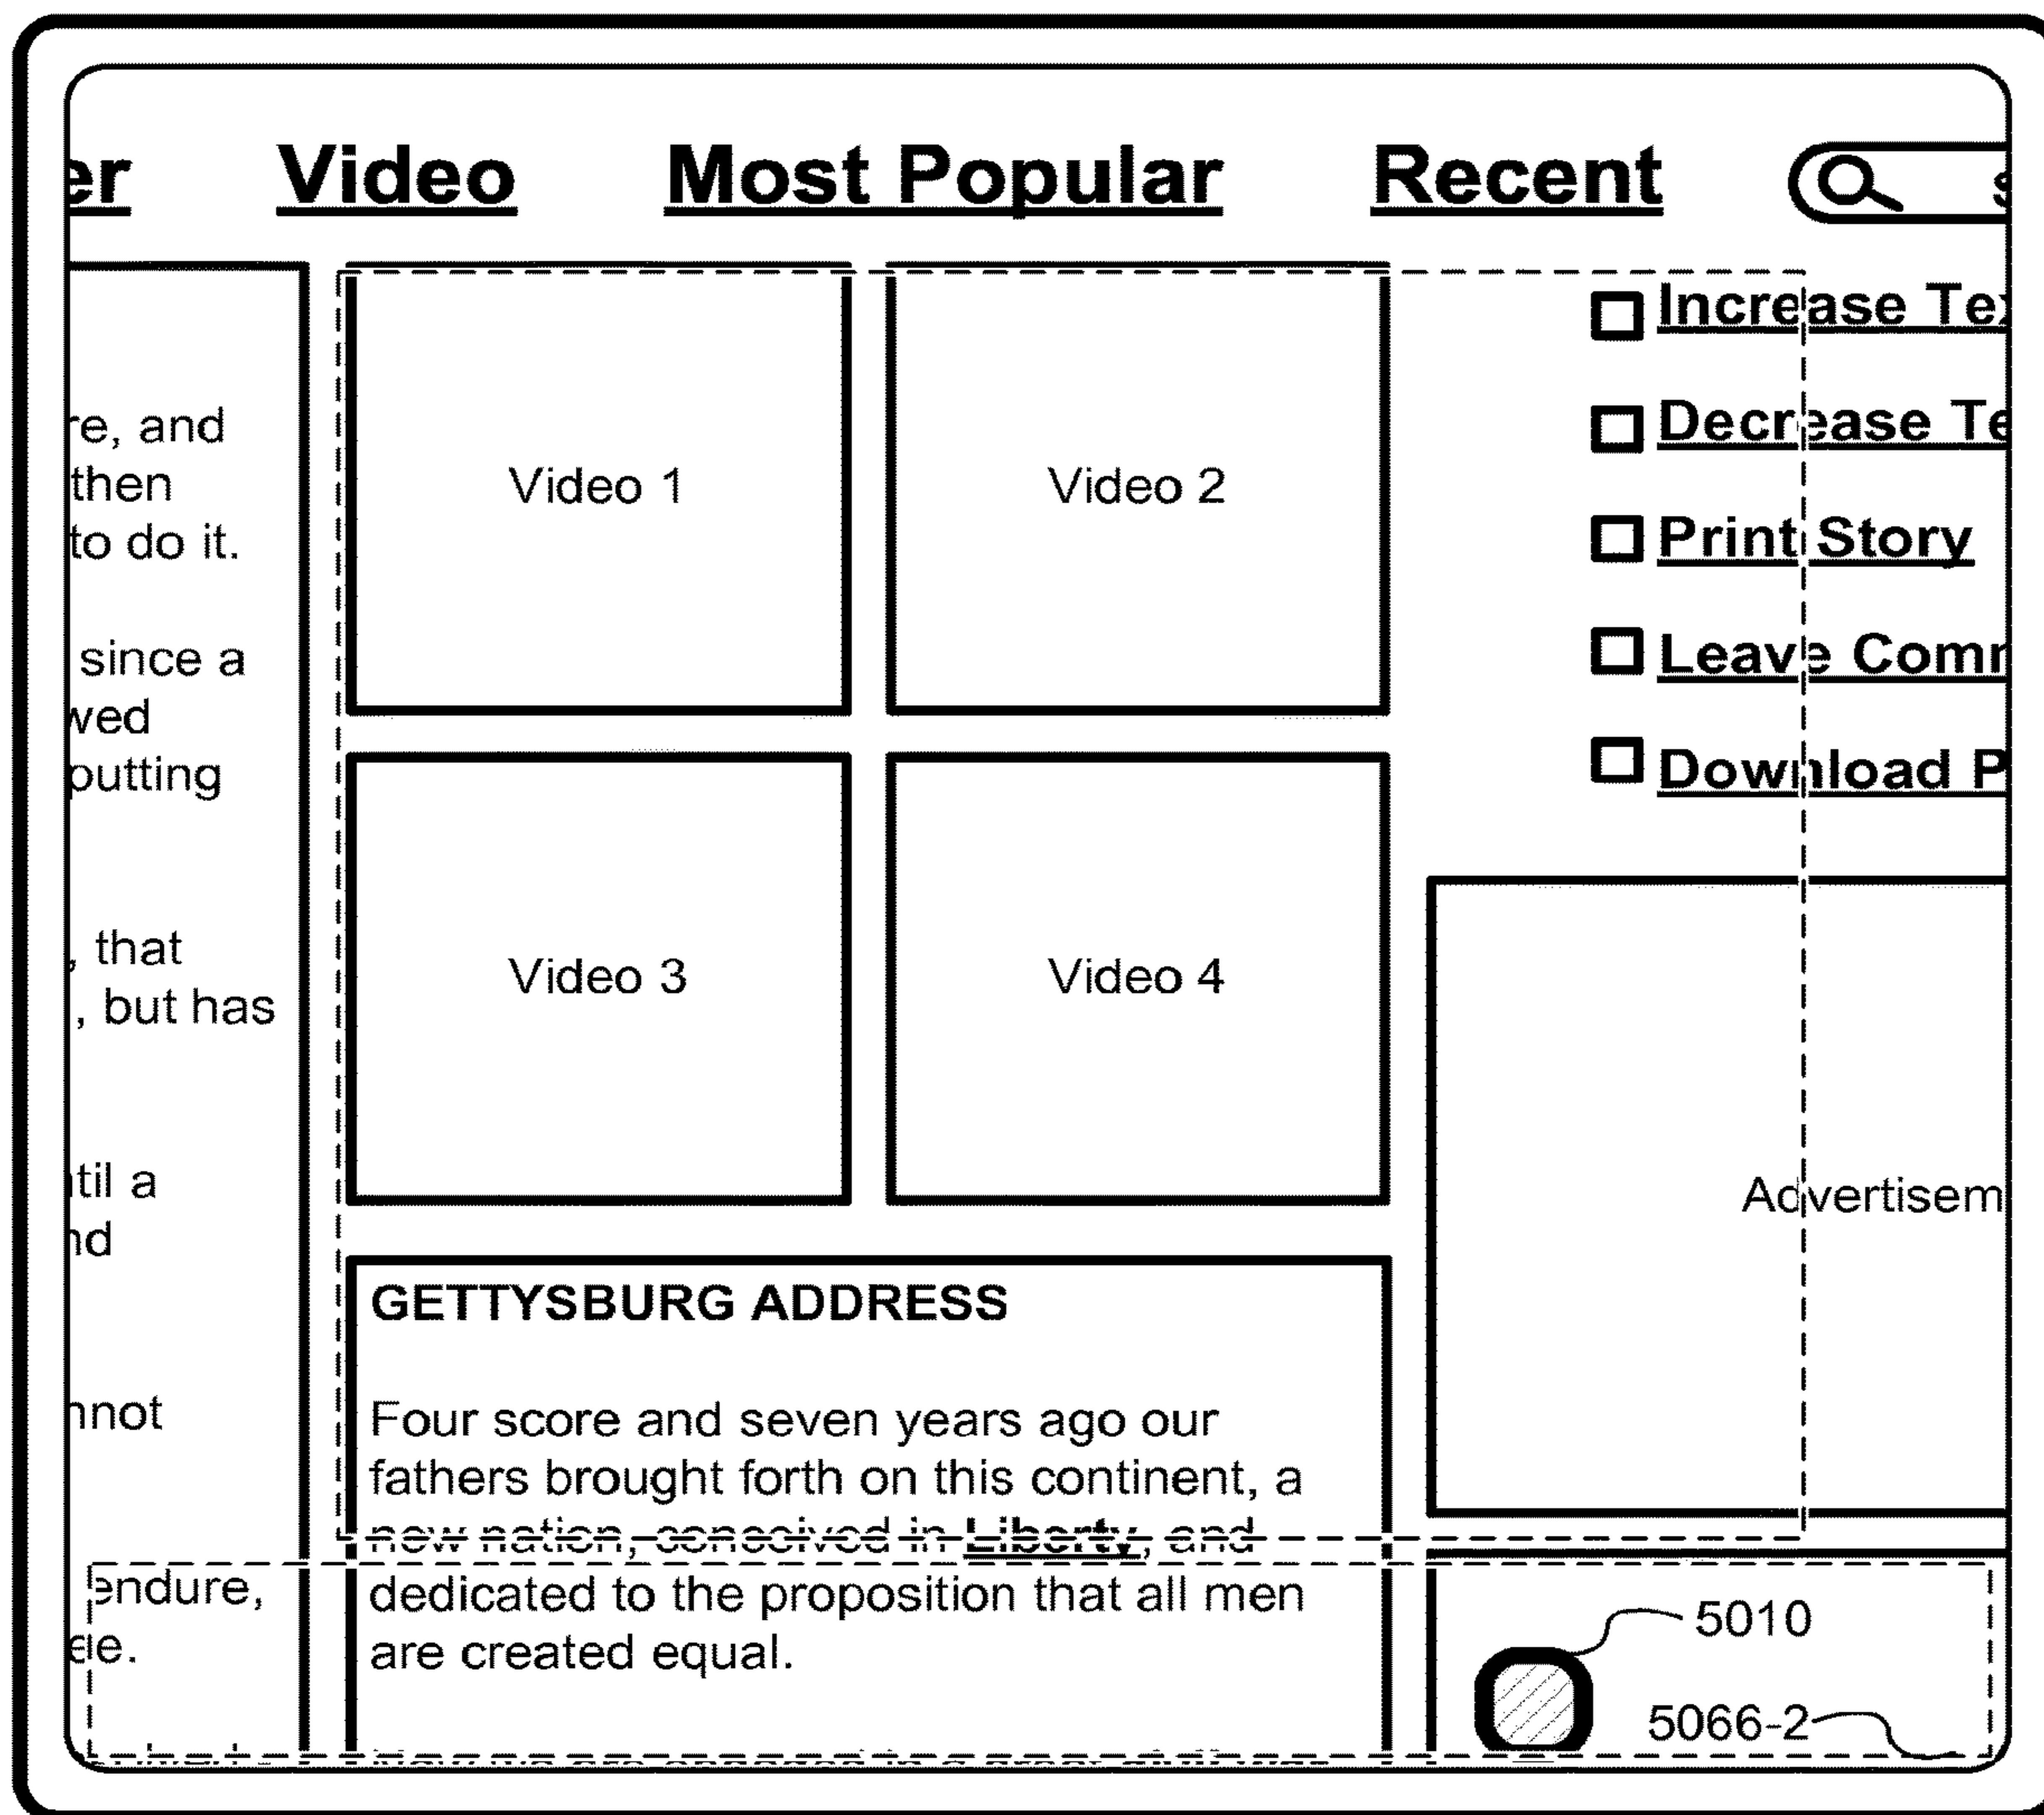 er Video Most Popular Recent s
re, and
then
to do it.
since a
wed
putting
, that
, but has
til a
nd
nnot
endure,
Video 1 Video 2
Video 3 Video 4
GETTYSBURG ADDRESS
Four score and seven years ago our
fathers brought forth on this continent, a
new nation, conceived in Liberty, and
dedicated to the proposition that all men
are created equal.
Increase Tex
Decrease Te
Print Story
Leave Comm
Download P
Advertisem
5010
5066-2